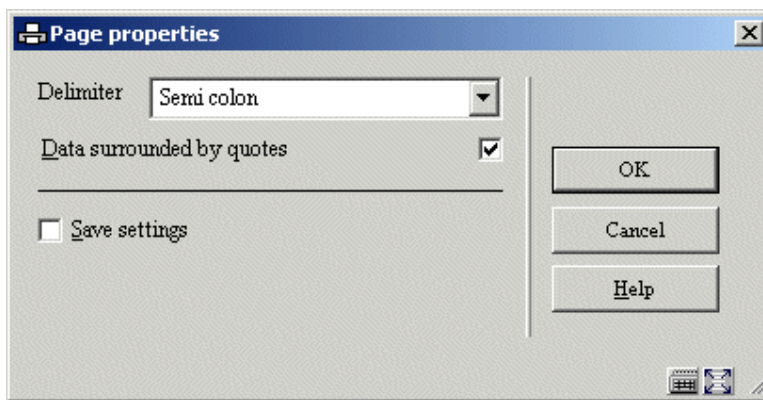 Page properties
Delimiter Semi colon
Data surrounded by quotes
OK
Save settings
Cancel
Help